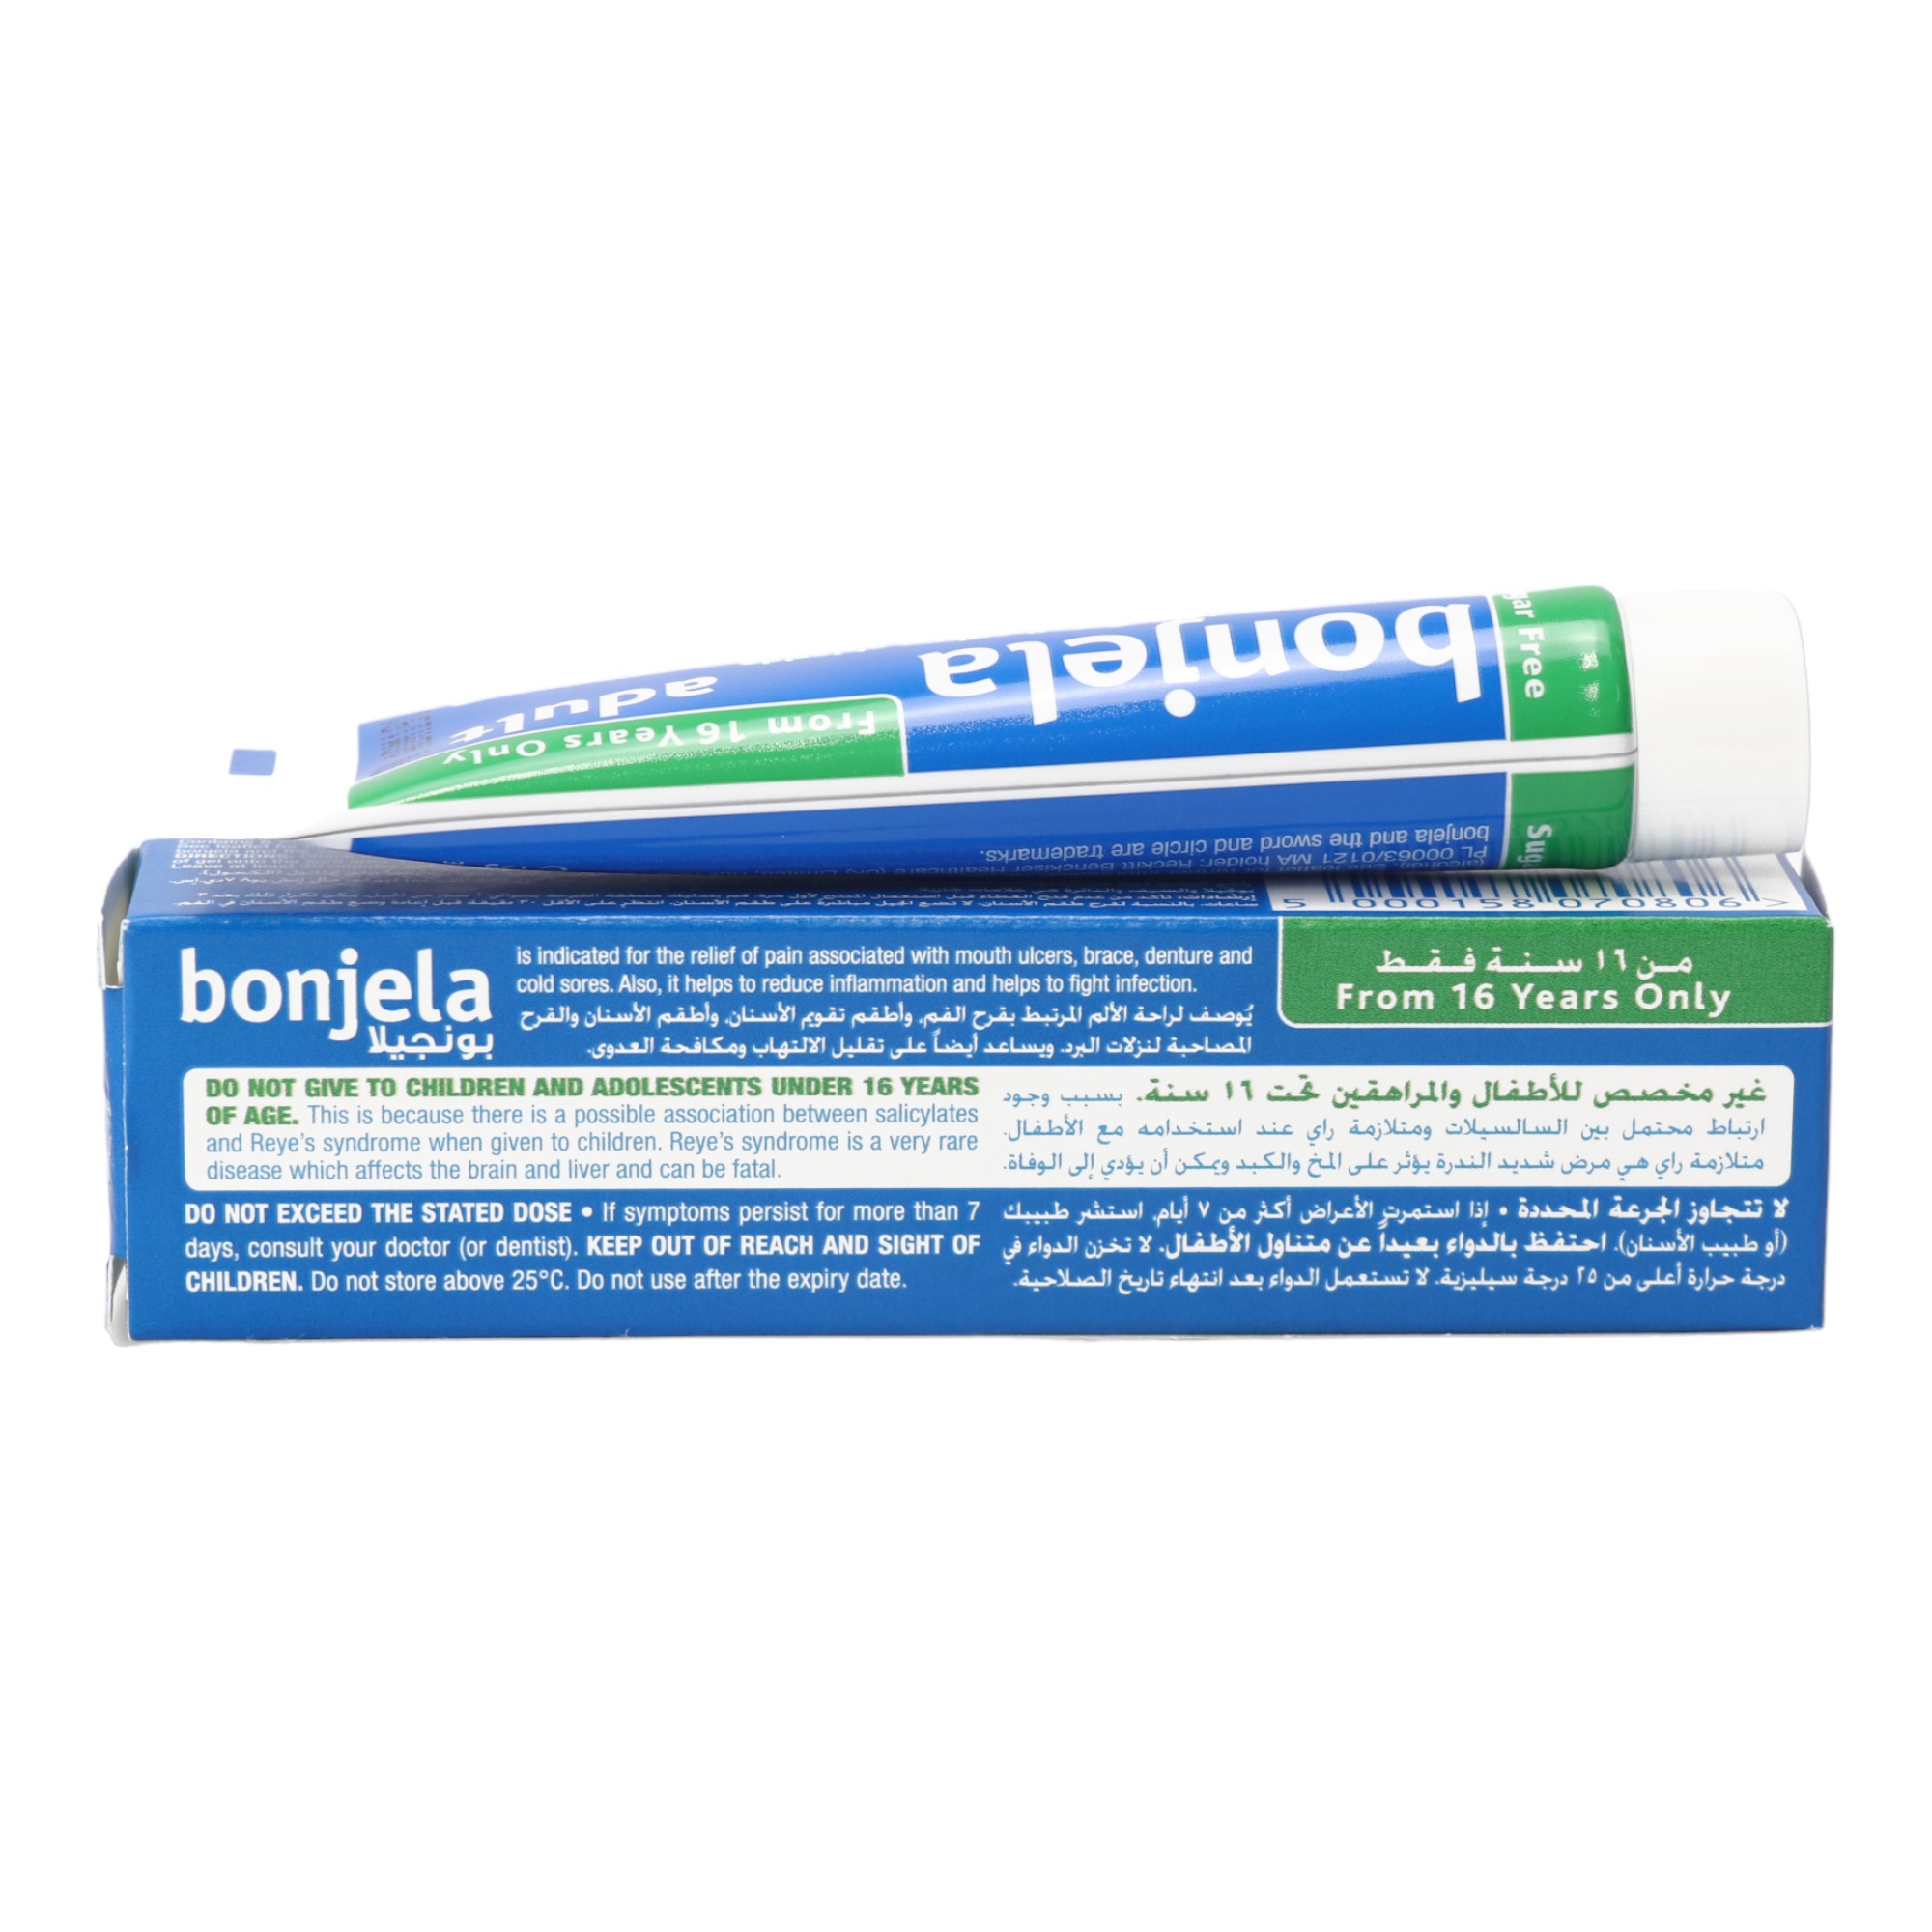 Sugar Free
bonjela
adult
From 16 Years Only
bonjela and the sword and circle are trademarks.
PL 00063/0121 MA holder: Reckitt Benckiser Healthcare
5 000158 070806 >
bonjela
بونجيلا
is indicated for the relief of pain associated with mouth ulcers, brace, denture and
cold sores. Also, it helps to reduce inflammation and helps to fight infection.
يُوصف لراحة الألم المرتبط بقرح الفم، وأطقم تقويم الأسنان، وأطقم الأسنان والقرح
المصاحبة لنزلات البرد. ويساعد أيضاً على تقليل الالتهاب ومكافحة العدوى.
من ١٦ سنة فقط
From 16 Years Only
DO NOT GIVE TO CHILDREN AND ADOLESCENTS UNDER 16 YEARS
OF AGE. This is because there is a possible association between salicylates
and Reye's syndrome when given to children. Reye's syndrome is a very rare
disease which affects the brain and liver and can be fatal.
غير مخصص للأطفال والمراهقين تحت ١٦ سنة. بسبب وجود
ارتباط محتمل بين السالسيلات ومتلازمة راي عند استخدامه مع الأطفال.
متلازمة راي هي مرض شديد الندرة يؤثر على المخ والكبد ويمكن أن يؤدي إلى الوفاة.
DO NOT EXCEED THE STATED DOSE • If symptoms persist for more than 7
days, consult your doctor (or dentist). KEEP OUT OF REACH AND SIGHT OF
CHILDREN. Do not store above 25°C. Do not use after the expiry date.
لا تتجاوز الجرعة المحددة • إذا استمرت الأعراض أكثر من ٧ أيام، استشر طبيبك
(أو طبيب الأسنان). احتفظ بالدواء بعيداً عن متناول الأطفال. لا تخزن الدواء في
درجة حرارة أعلى من ٢٥ درجة سيليزية. لا تستعمل الدواء بعد انتهاء تاريخ الصلاحية.